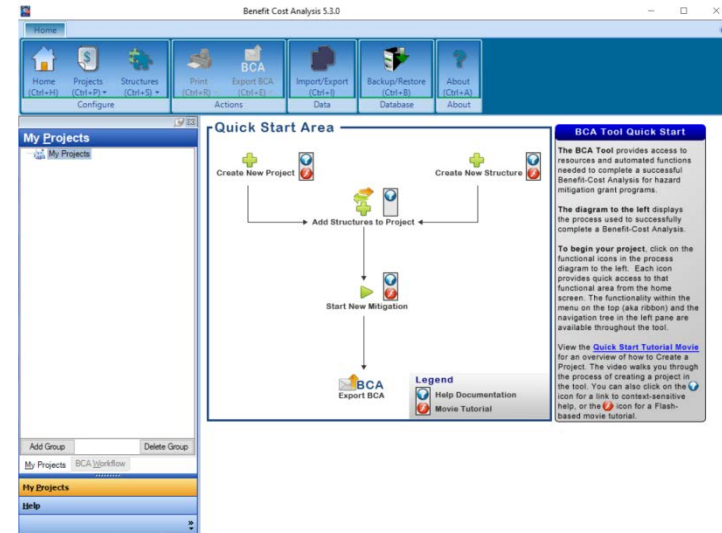 Benefit Cost Analysis 5.3.0
Home
Home
(Ctrl+H)
Projects
(Ctrl+P)
Structures
(Ctrl+S)
Configure
Print
(Ctrl+R)
Export BCA
(Ctrl+E)
Actions
BCA
Import/Export
(Ctrl+I)
Data
Backup/Restore
(Ctrl+B)
Database
About
(Ctrl+A)
About
My Projects
My Projects
Add Group
Delete Group
My Projects
BCA Workflow
My Projects
Help
Quick Start Area
Create New Project
Create New Structure
Add Structures to Project
Start New Mitigation
BCA
Export BCA
Legend
Help Documentation
Movie Tutorial
BCA Tool Quick Start
The BCA Tool provides access to
resources and automated functions
needed to complete a successful
Benefit-Cost Analysis for hazard
mitigation grant programs.
The diagram to the left displays
the process used to successfully
complete a Benefit-Cost Analysis.
To begin your project, click on the
functional icons in the process
diagram to the left. Each icon
provides quick access to that
functional area from the home
screen. The functionality within the
menu on the top (aka ribbon) and the
navigation tree in the left pane are
available throughout the tool.
View the Quick Start Tutorial Movie
for an overview of how to Create a
Project. The video walks you through
the process of creating a project in
the tool. You can also click on the
icon for a link to context-sensitive
help, or the icon for a Flash-
based movie tutorial.